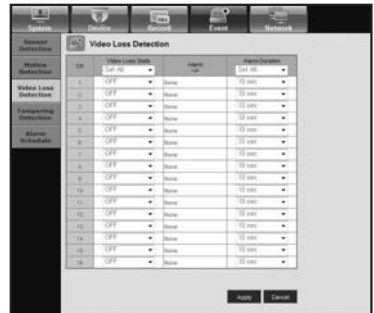 System Device Record Event Network
Sensor
Detection
Motion
Detection
Video Loss
Detection
Tampering
Detection
Alarm
Schedule
Video Loss Detection
CH Video Loss State Alarm Alarm Duration
Set All Set All
1 OFF None 10 sec
2 OFF None 10 sec
3 OFF None 10 sec
4 OFF None 10 sec
5 OFF None 10 sec
6 OFF None 10 sec
7 OFF None 10 sec
8 OFF None 10 sec
9 OFF None 10 sec
10 OFF None 10 sec
11 OFF None 10 sec
12 OFF None 10 sec
13 OFF None 10 sec
14 OFF None 10 sec
15 OFF None 10 sec
16 OFF None 10 sec
Apply Cancel